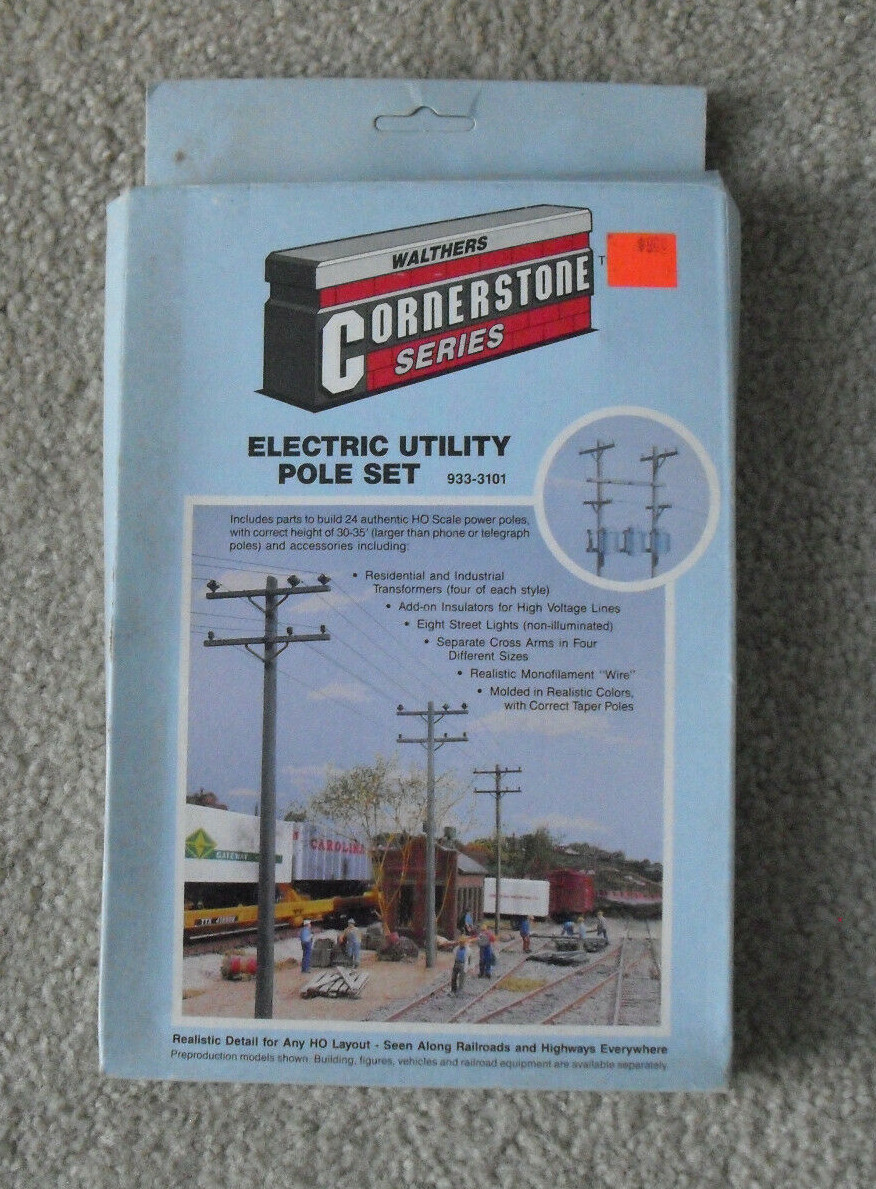 WALTHERS
CORNERSTONE
SERIES
T
ELECTRIC UTILITY
POLE SET 933-3101
Includes parts to build 24 authentic HO Scale power poles,
with correct height of 30-35' (larger than phone or telegraph
poles) and accessories including:
• Residential and Industrial
Transformers (four of each style)
• Add-on Insulators for High Voltage Lines
• Eight Street Lights (non-illuminated)
• Separate Cross Arms in Four
Different Sizes
• Realistic Monofilament "Wire"
• Molded in Realistic Colors,
with Correct Taper Poles
GATEWAY
CAROLINA
Realistic Detail for Any HO Layout - Seen Along Railroads and Highways Everywhere
Preproduction models shown. Building, figures, vehicles and railroad equipment are available separately.